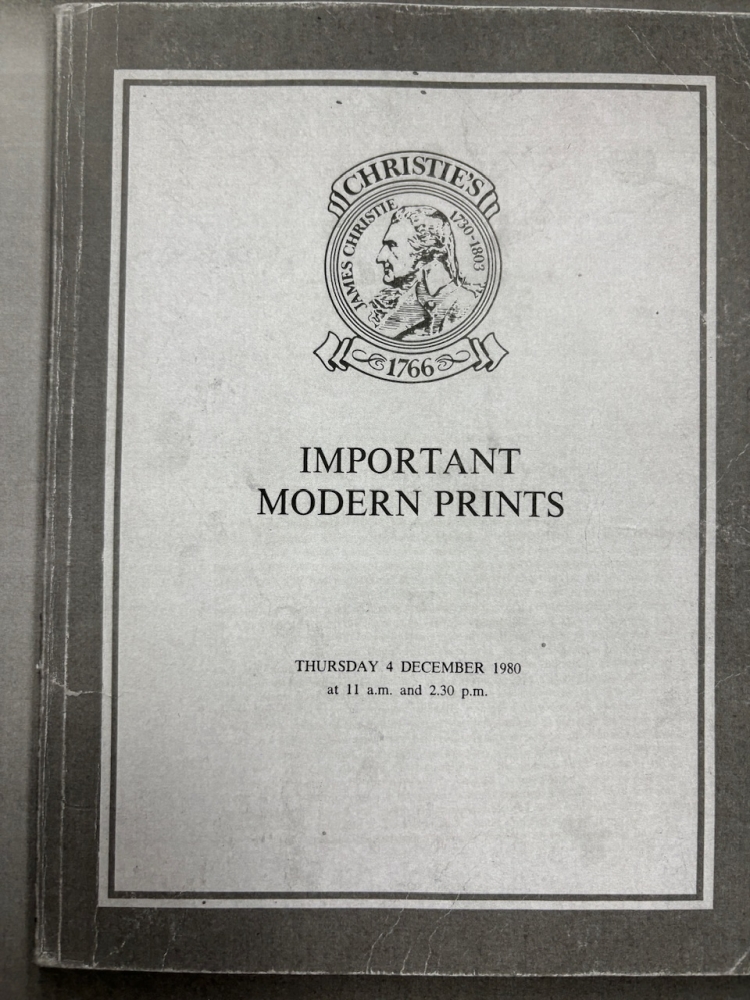 CHRISTIE'S
JAMES CHRISTIE 1730-1803
1766
IMPORTANT
MODERN PRINTS
THURSDAY 4 DECEMBER 1980
at 11 a.m. and 2.30 p.m.